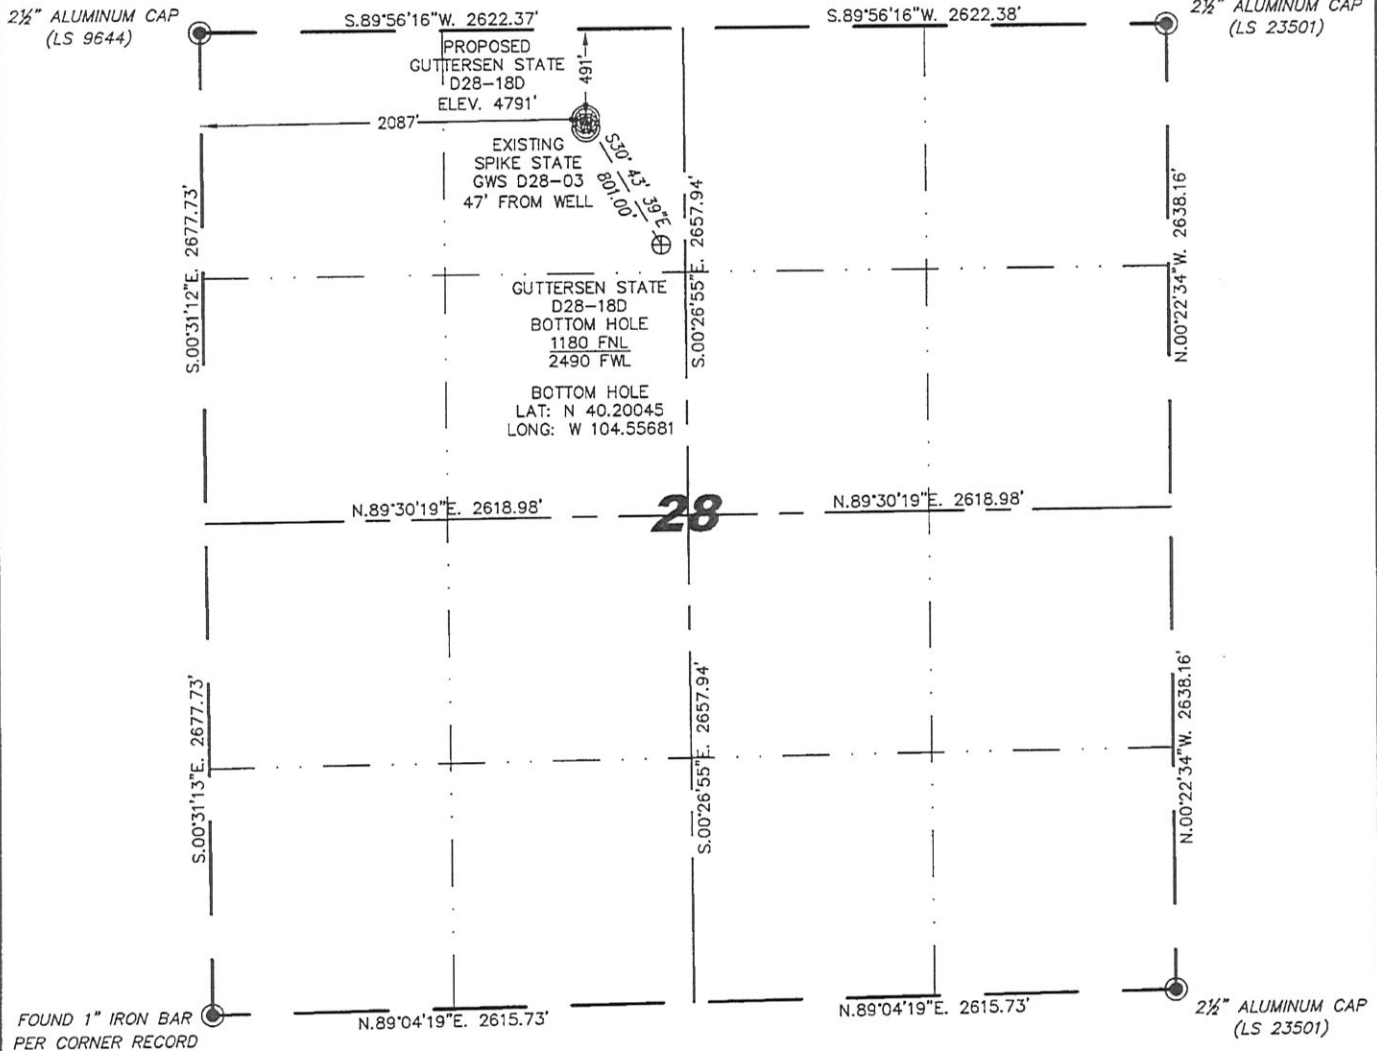 2½" ALUMINUM CAP
(LS 9644)
S.89°56'16"W. 2622.37'
S.89°56'16"W. 2622.38'
2½" ALUMINUM CAP
(LS 23501)
PROPOSED
GUTTERSEN STATE
D28-18D
ELEV. 4791'
491'
2087'
EXISTING
SPIKE STATE
GWS D28-03
47' FROM WELL
S30° 43' 39"E
801.00'
S.00°31'12"E. 2677.73'
S.00°26'55"E. 2657.94'
N.00°22'34"W. 2638.16'
GUTTERSEN STATE
D28-18D
BOTTOM HOLE
1180 FNL
2490 FWL
BOTTOM HOLE
LAT: N 40.20045
LONG: W 104.55681
N.89°30'19"E. 2618.98'
28
N.89°30'19"E. 2618.98'
S.00°31'13"E. 2677.73'
S.00°26'55"E. 2657.94'
N.00°22'34"W. 2638.16'
FOUND 1" IRON BAR
PER CORNER RECORD
N.89°04'19"E. 2615.73'
N.89°04'19"E. 2615.73'
2½" ALUMINUM CAP
(LS 23501)